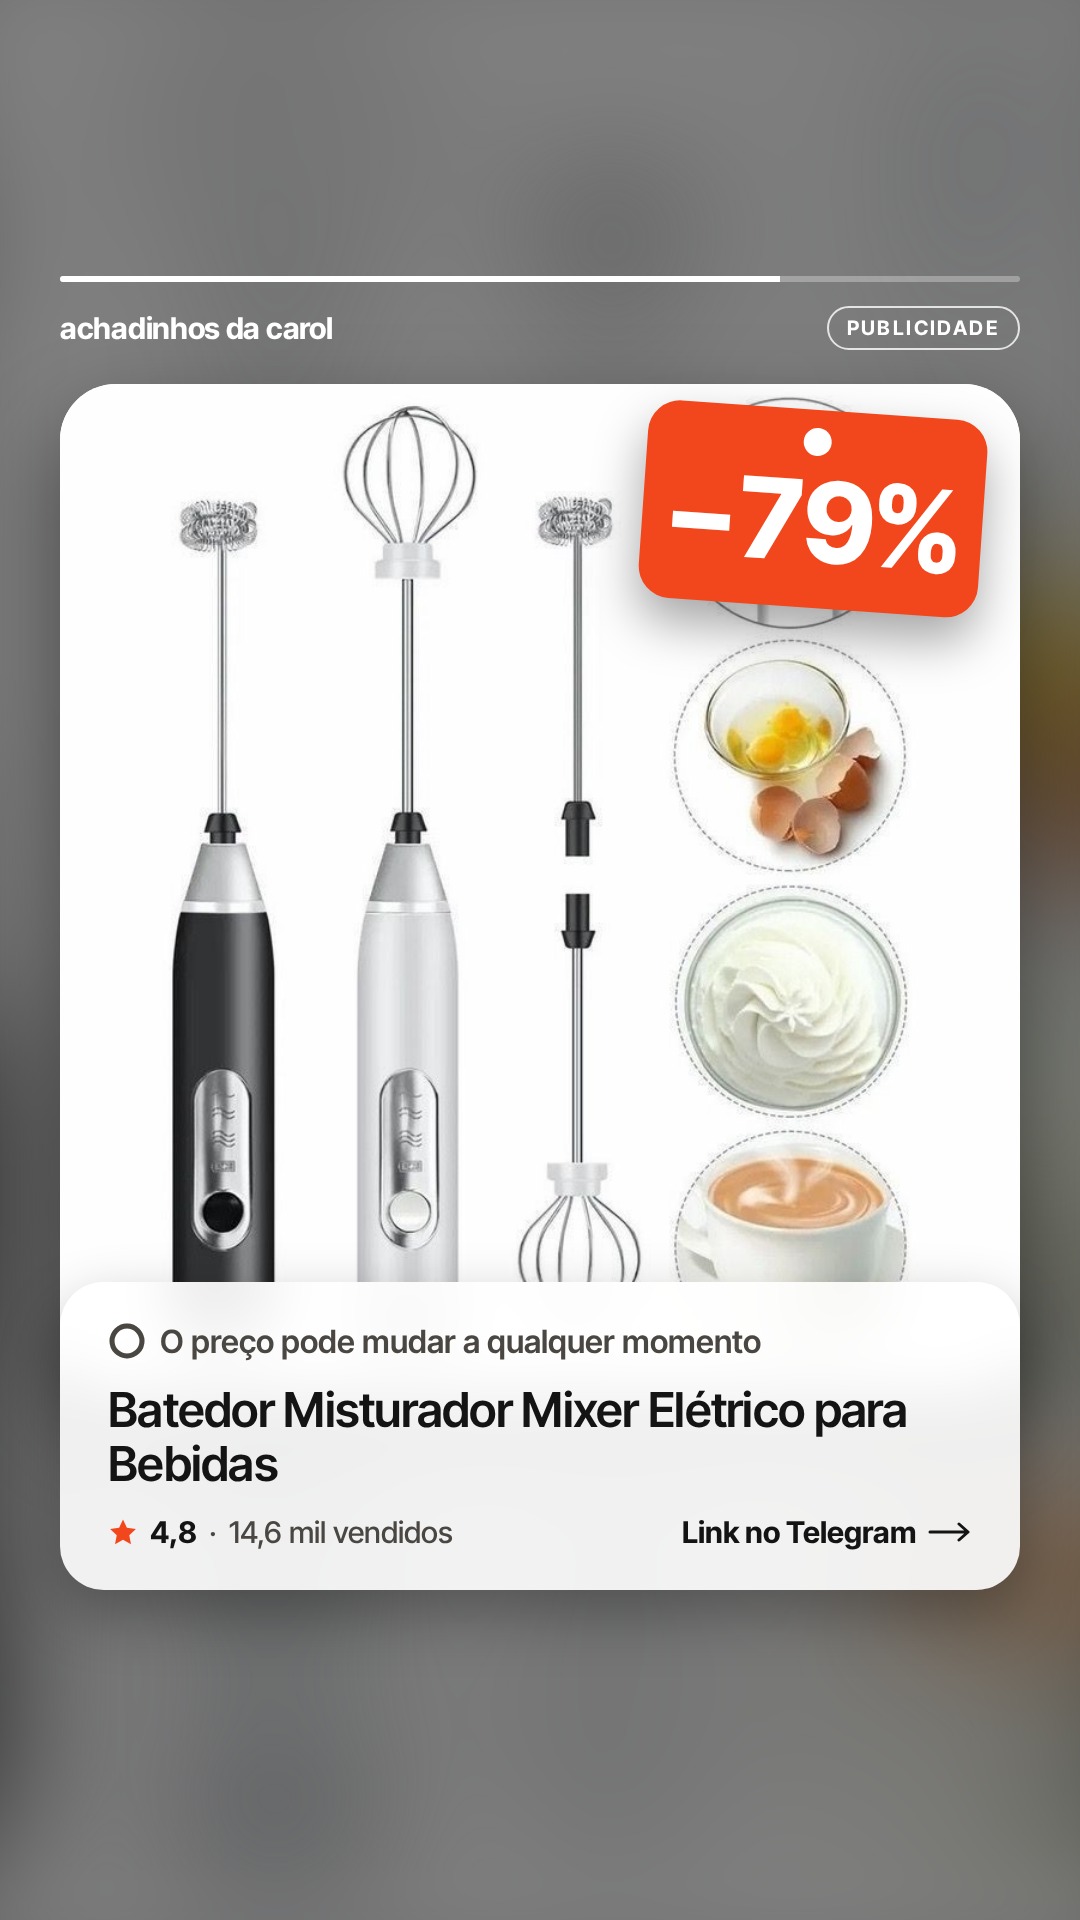 achadinhos da carol
PUBLICIDADE
-79%
O preço pode mudar a qualquer momento
Batedor Misturador Mixer Elétrico para
Bebidas
4,8 · 14,6 mil vendidos
Link no Telegram →